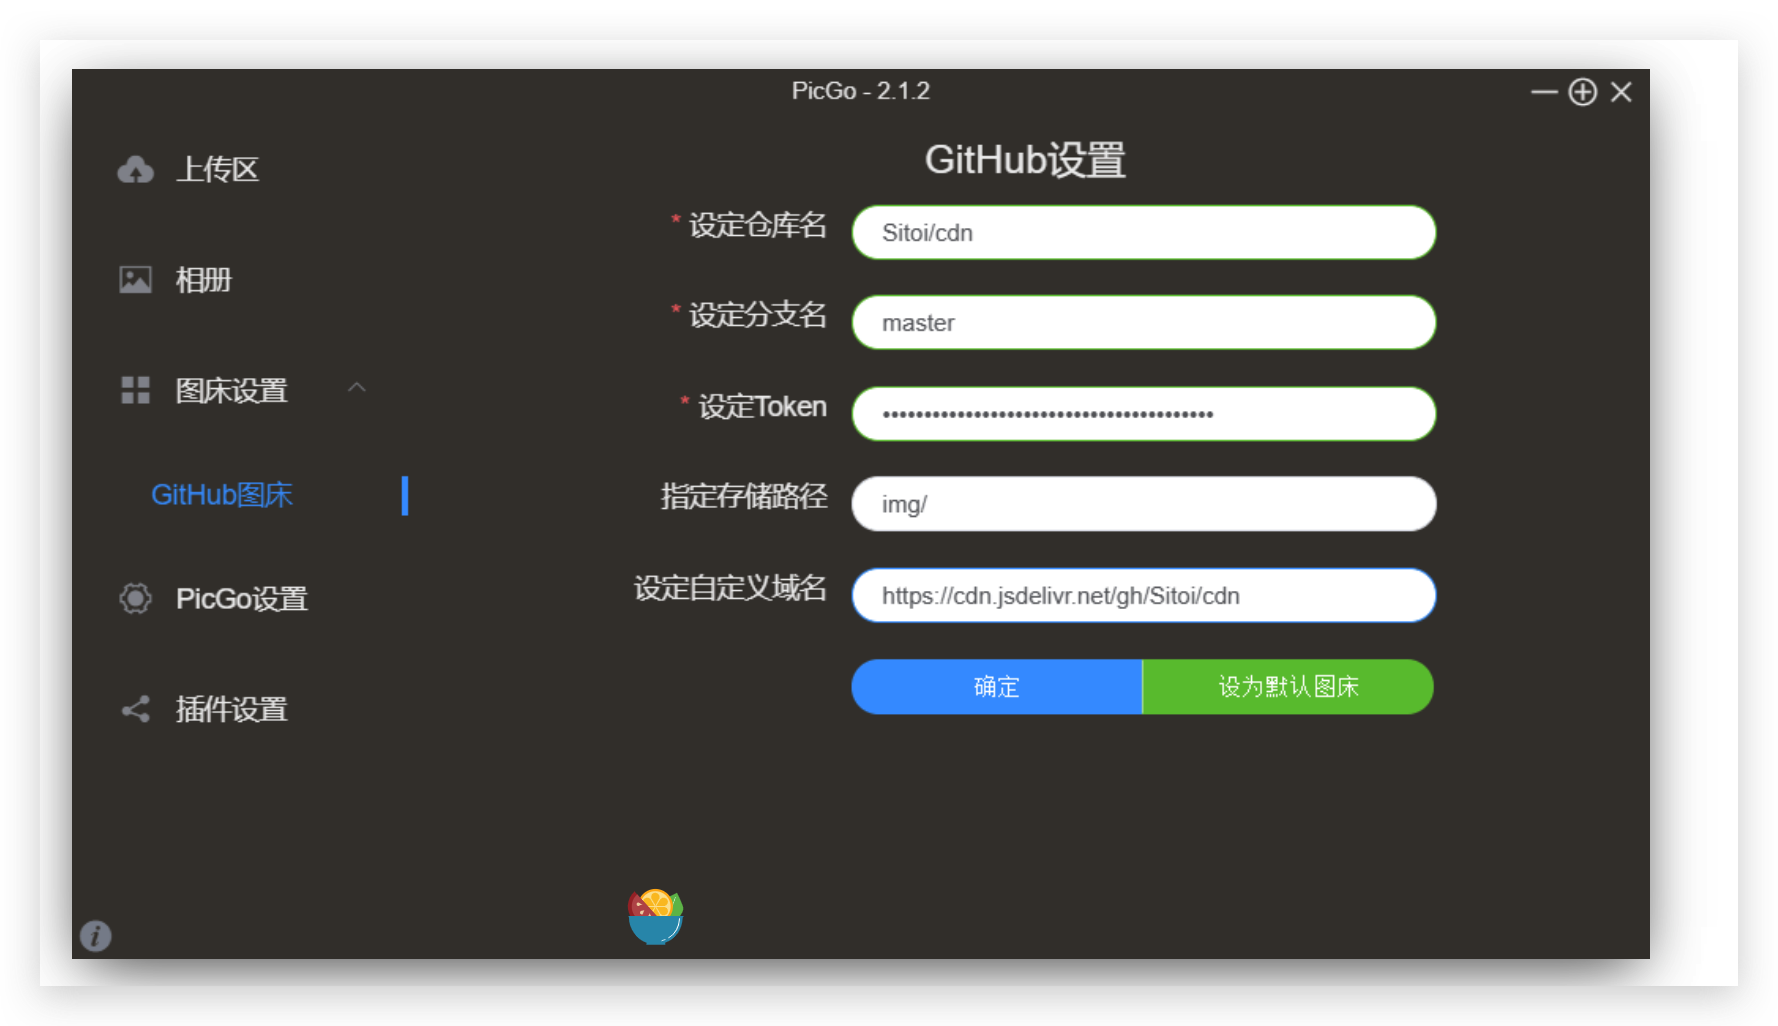 PicGo - 2.1.2
上传区
相册
图床设置
GitHub图床
PicGo设置
插件设置
GitHub设置
* 设定仓库名
Sitoi/cdn
* 设定分支名
master
* 设定Token
••••••••••••••••••••••••••••••••••••••••
指定存储路径
img/
设定自定义域名
https://cdn.jsdelivr.net/gh/Sitoi/cdn
确定
设为默认图床
i